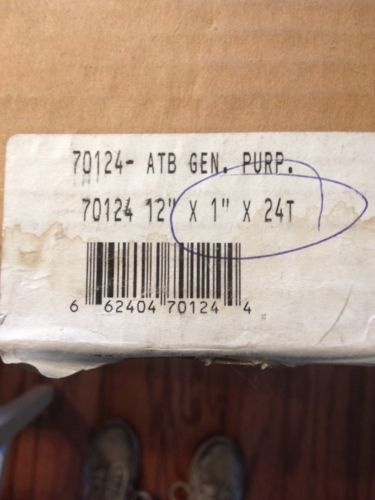 70124- ATB GEN. PURP.
70124 12" X 1" X 24T
6 62404 70124 4